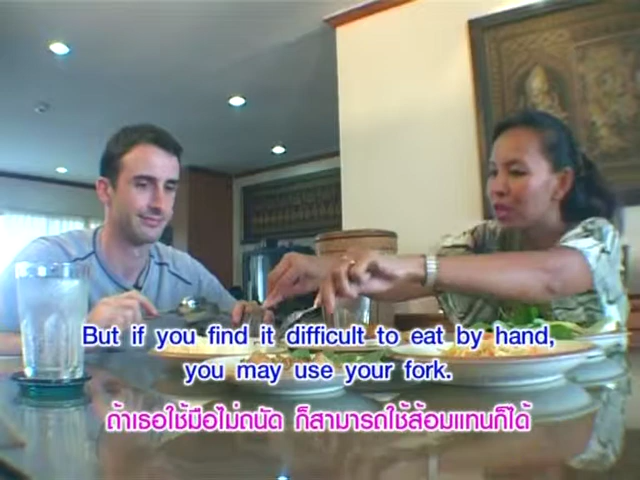 But if you find it difficult to eat by hand,
you may use your fork.
ถ้าเธอใช้มือไม่ถนัด ก็สามารถใช้ส้อมแทนก็ได้